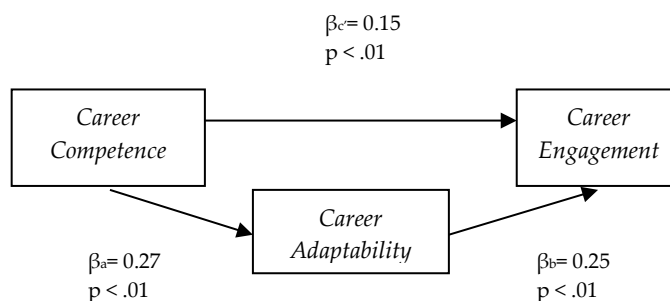 βc'= 0.15
p < .01
Career
Competence
Career
Engagement
Career
Adaptability
βa= 0.27
p < .01
βb= 0.25
p < .01